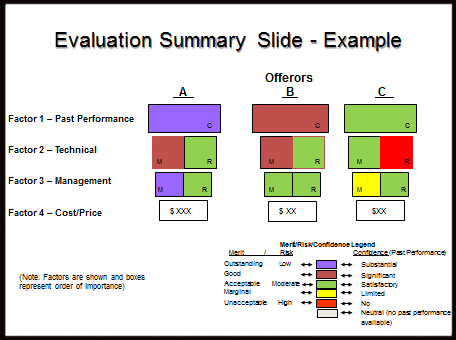 Evaluation Summary Slide - Example
Offerors
A B C
Factor 1 – Past Performance C C C
Factor 2 – Technical M R M R M R
Factor 3 – Management M R M R M R
Factor 4 – Cost/Price $ XXX $ XX $XX
Merit/Risk/Confidence Legend
Merit / Risk Confidence (Past Performance)
Outstanding Low Substantial
Good Significant
Acceptable Moderate Satisfactory
Marginal Limited
Unacceptable High No
Neutral (no past performance
available)
(Note: Factors are shown and boxes
represent order of importance)